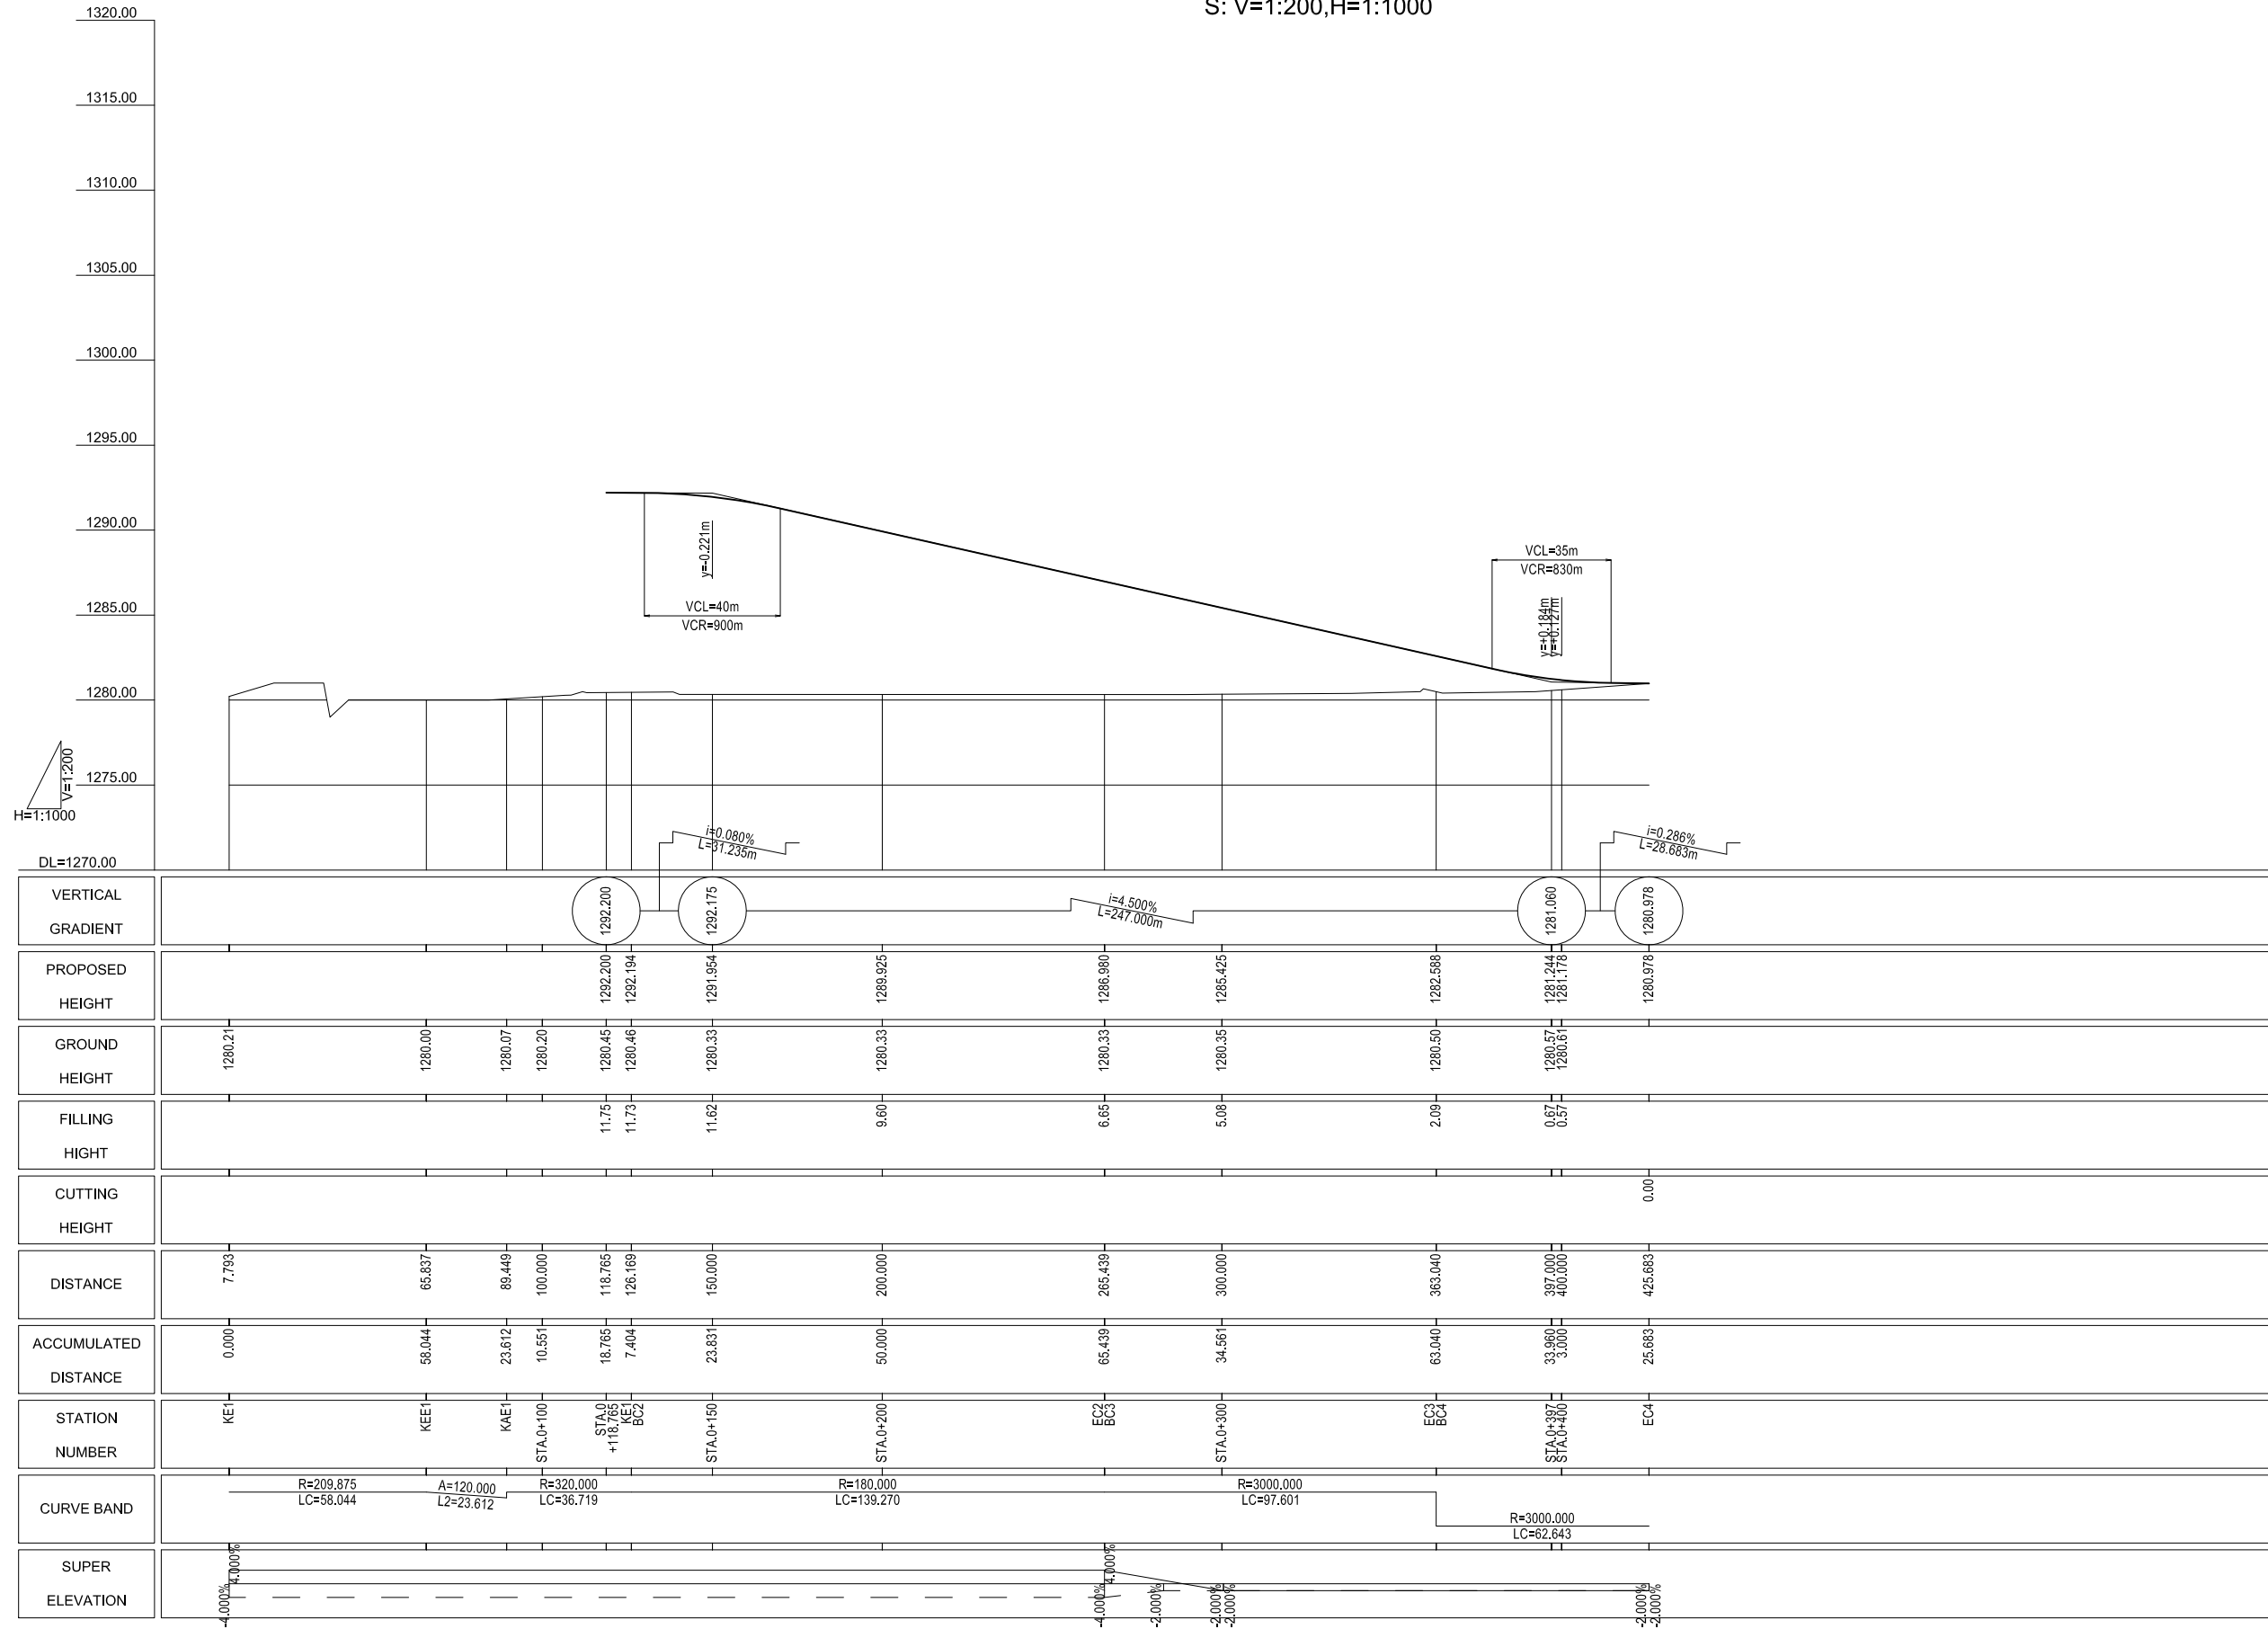 S: V=1:200,H=1:1000
1320.00
1315.00
1310.00
1305.00
1300.00
1295.00
1290.00
1285.00
1280.00
1275.00
DL=1270.00
V=1:200
H=1:1000
y=-0.221m
VCL=40m
VCR=900m
VCL=35m
VCR=830m
y=+0.184m
y=+0.127m
i=0.080%
L=31.235m
i=4.500%
L=247.000m
i=0.286%
L=28.683m
VERTICAL
GRADIENT
1292.200 1292.175 1281.060 1280.978
PROPOSED
HEIGHT
1292.200 1292.194 1291.954 1289.925 1286.980 1285.425 1282.588 1281.244 1281.178 1280.978
GROUND
HEIGHT
1280.21 1280.00 1280.07 1280.20 1280.45 1280.46 1280.33 1280.33 1280.33 1280.35 1280.50 1280.57 1280.61
FILLING
HIGHT
11.75 11.73 11.62 9.60 6.65 5.08 2.09 0.67 0.57
CUTTING
HEIGHT
0.00
DISTANCE
7.793 65.837 89.449 100.000 118.765 126.169 150.000 200.000 265.439 300.000 363.040 397.000 400.000 425.683
ACCUMULATED
DISTANCE
0.000 58.044 23.612 10.551 18.765 7.404 23.831 50.000 65.439 34.561 63.040 33.960 3.000 25.683
STATION
NUMBER
KE1
KEE1
KAE1
STA.0+100
STA.0
+118.765
KE1
BC2
STA.0+150
STA.0+200
EC2
BC3
STA.0+300
EC3
BC4
STA.0+397
STA.0+400
EC4
CURVE BAND
R=209.875
LC=58.044
A=120.000
L2=23.612
R=320.000
LC=36.719
R=180.000
LC=139.270
R=3000.000
LC=97.601
R=3000.000
LC=62.643
SUPER
ELEVATION
-4.000%
4.000%
-4.000%
4.000%
-2.000%
-2.000%
-2.000%
-2.000%
-2.000%